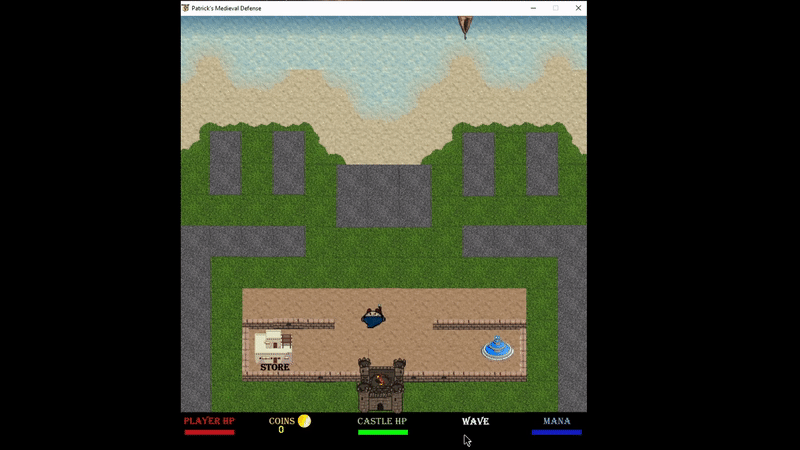 Patrick's Medieval Defense
STORE
PLAYER HP
COINS
0
CASTLE HP
WAVE
MANA